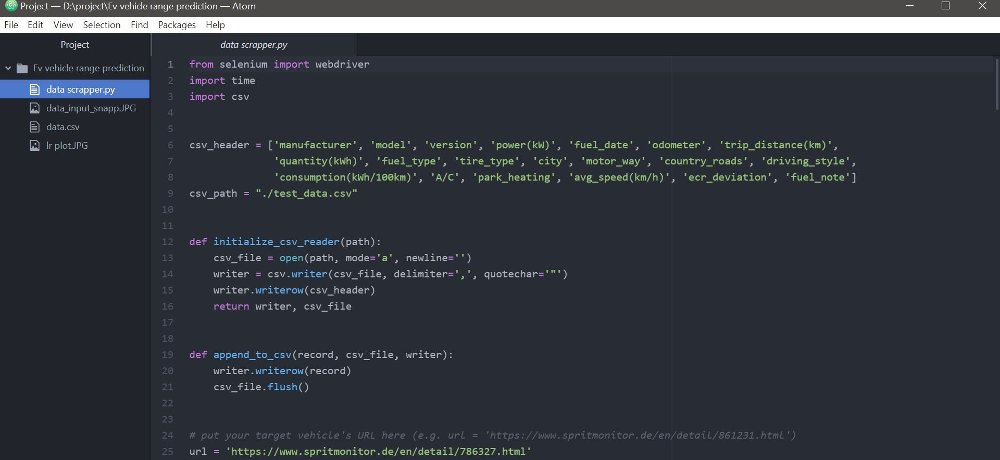 Project — D:\project\Ev vehicle range prediction — Atom
File Edit View Selection Find Packages Help
Project
data scrapper.py
Ev vehicle range prediction
data scrapper.py
data_input_snapp.JPG
data.csv
lr plot.JPG
1 from selenium import webdriver
2 import time
3 import csv
4
5
6 csv_header = ['manufacturer', 'model', 'version', 'power(kW)', 'fuel_date', 'odometer', 'trip_distance(km)',
7 'quantity(kWh)', 'fuel_type', 'tire_type', 'city', 'motor_way', 'country_roads', 'driving_style',
8 'consumption(kWh/100km)', 'A/C', 'park_heating', 'avg_speed(km/h)', 'ecr_deviation', 'fuel_note']
9 csv_path = "./test_data.csv"
10
11
12 def initialize_csv_reader(path):
13     csv_file = open(path, mode='a', newline='')
14     writer = csv.writer(csv_file, delimiter=',', quotechar='"')
15     writer.writerow(csv_header)
16     return writer, csv_file
17
18
19 def append_to_csv(record, csv_file, writer):
20     writer.writerow(record)
21     csv_file.flush()
22
23
24 # put your target vehicle's URL here (e.g. url = 'https://www.spritmonitor.de/en/detail/861231.html')
25 url = 'https://www.spritmonitor.de/en/detail/786327.html'